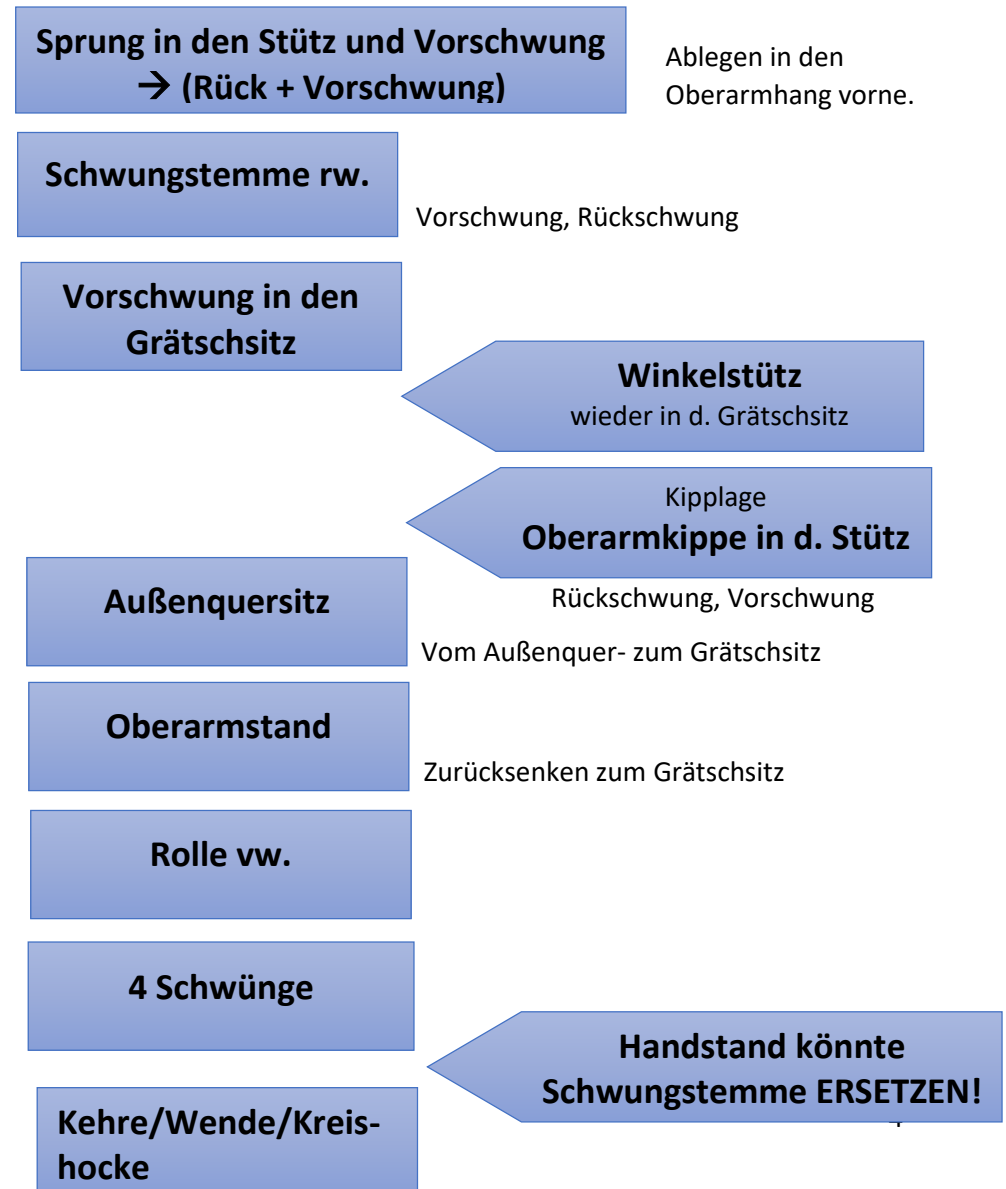 Sprung in den Stütz und Vorschwung
→ (Rück + Vorschwung)
Ablegen in den
Oberarmhang vorne.
Schwungstemme rw.
Vorschwung, Rückschwung
Vorschwung in den
Grätschsitz
Winkelstütz
wieder in d. Grätschsitz
Kipplage
Oberarmkippe in d. Stütz
Rückschwung, Vorschwung
Außenquersitz
Vom Außenquer- zum Grätschsitz
Oberarmstand
Zurücksenken zum Grätschsitz
Rolle vw.
4 Schwünge
Handstand könnte
Schwungstemme ERSETZEN!
Kehre/Wende/Kreis-
hocke